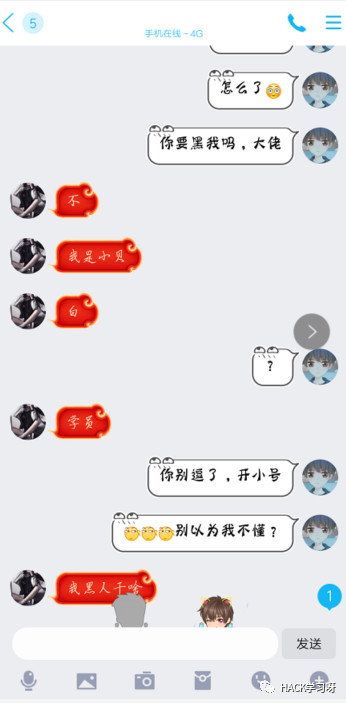 5
手机在线 - 4G
怎么了
你要黑我吗，大佬
不
我是小贝
白
？
学员
你别逗了，开小号
别以为我不懂？
我黑人干啥
1
发送
HACK学习呀